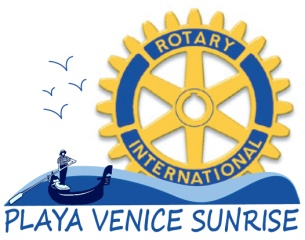 ROTARY
INTERNATIONAL
PLAYA VENICE SUNRISE